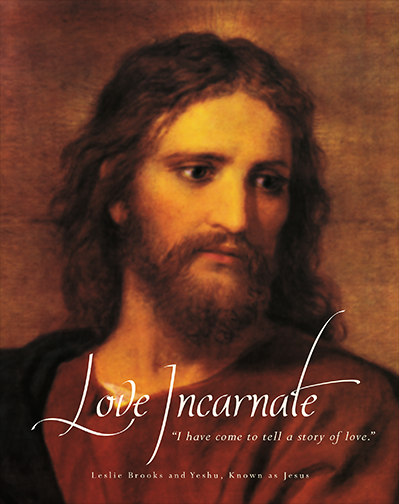 Love Incarnate
“I have come to tell a story of love.”
Leslie Brooks and Yeshu, Known as Jesus